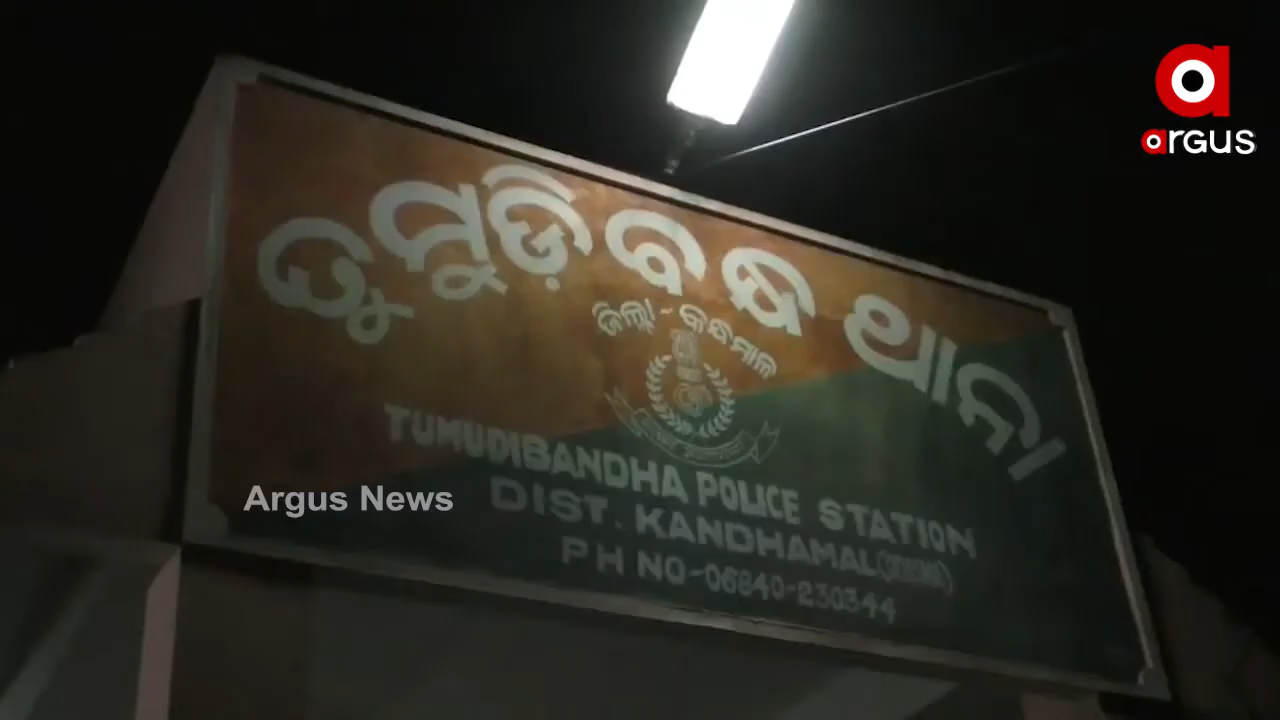 argus
ତୁମୁଡ଼ିବନ୍ଧ ଥାନା
ଜିଲ୍ଲା-କନ୍ଧମାଳ
TUMUDIBANDHA POLICE STATION
DIST. KANDHAMAL
PH NO-06840-230344
Argus News